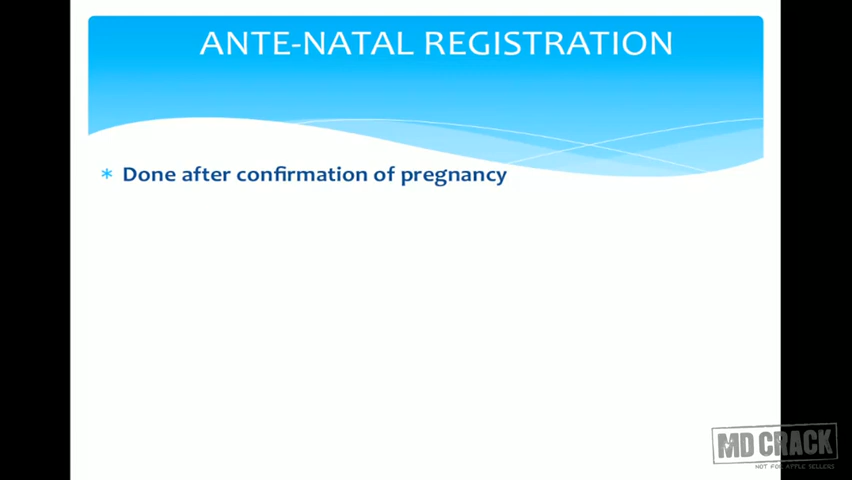 ANTE-NATAL REGISTRATION
* Done after confirmation of pregnancy
MD CRACK
NOT FOR APPLE SELLERS